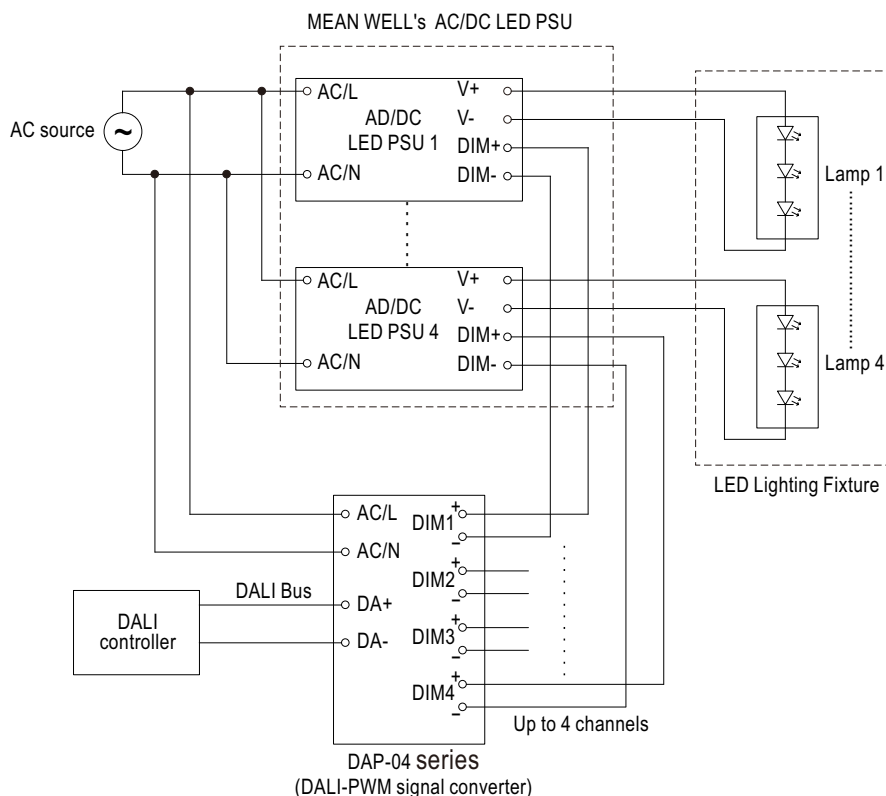 MEAN WELL's AC/DC LED PSU
AC source
~
AC/L
AD/DC
LED PSU 1
AC/N
V+
V-
DIM+
DIM-
Lamp 1
AC/L
AD/DC
LED PSU 4
AC/N
V+
V-
DIM+
DIM-
Lamp 4
LED Lighting Fixture
AC/L
AC/N
DA+
DA-
DIM1
+
-
DIM2
+
-
DIM3
+
-
DIM4
+
-
DALI Bus
DALI
controller
Up to 4 channels
DAP-04 series
(DALI-PWM signal converter)